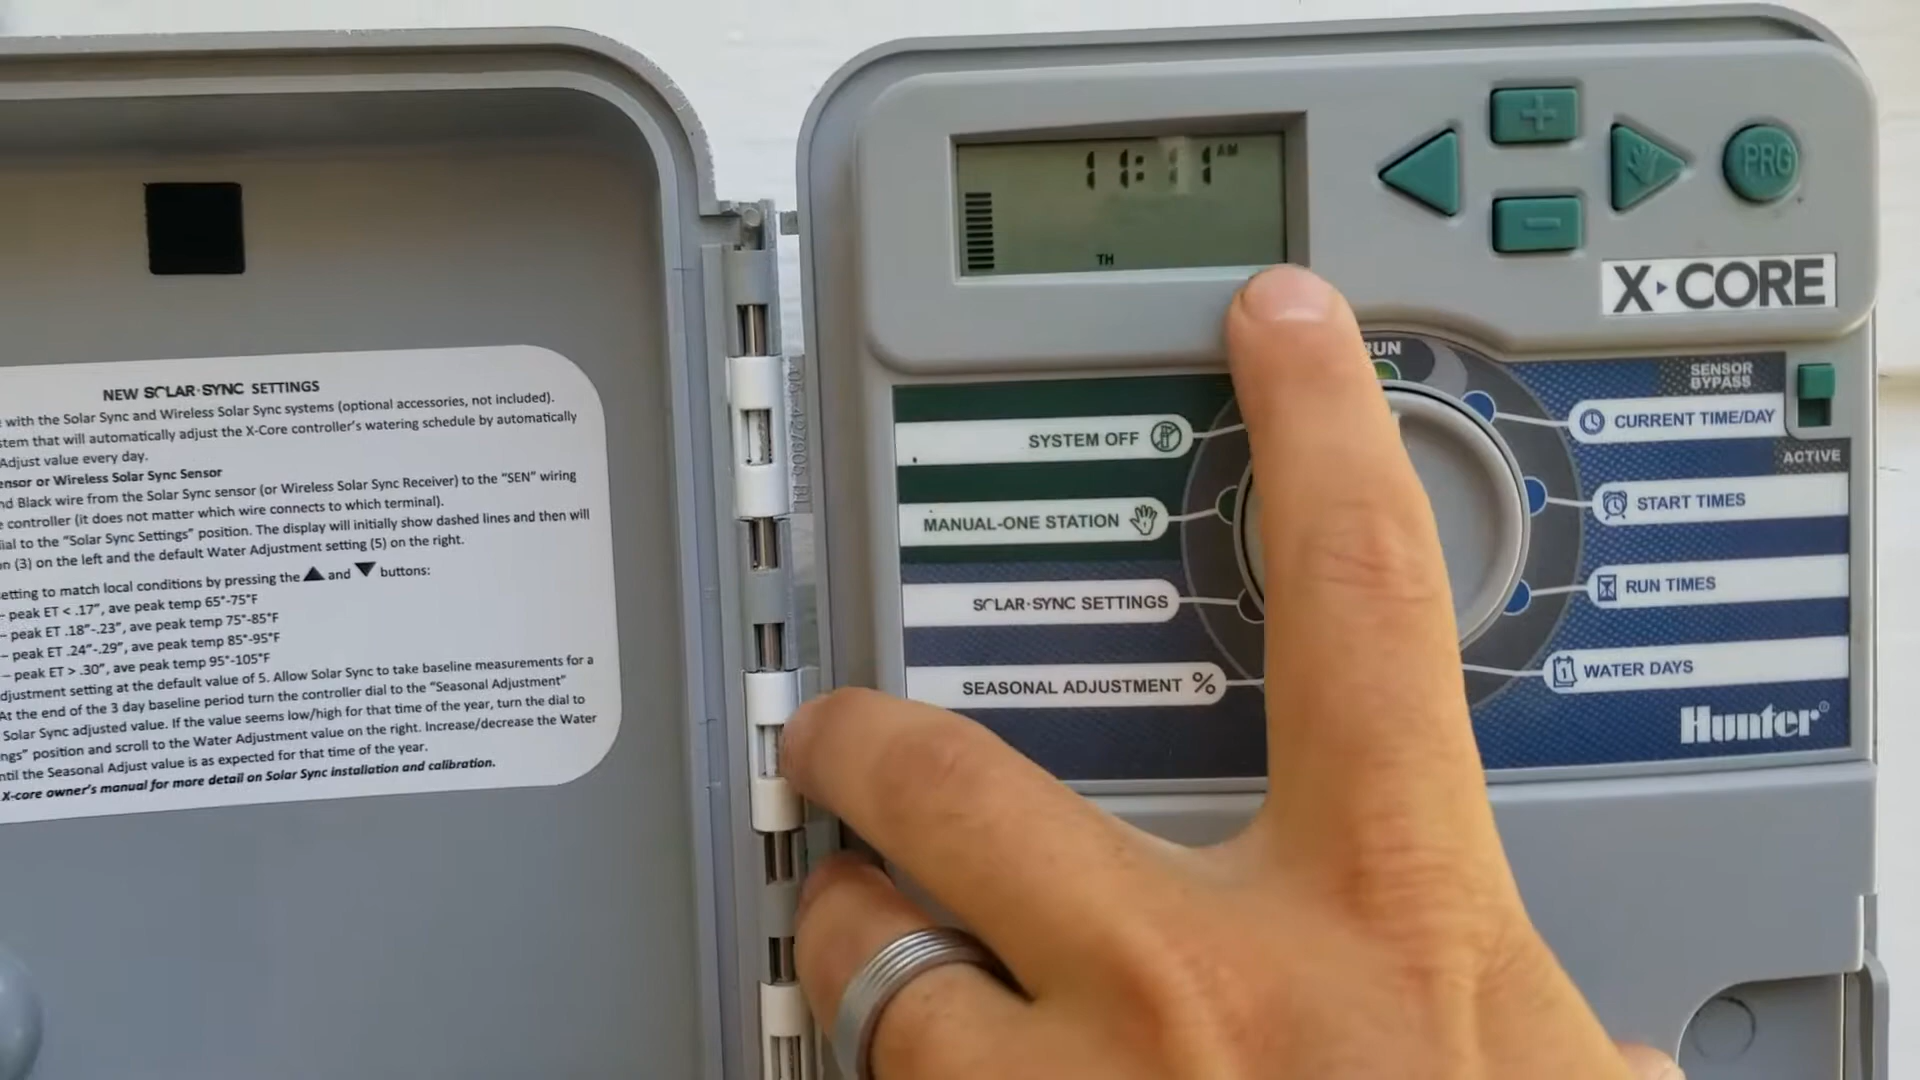 NEW SOLAR·SYNC SETTINGS
with the Solar Sync and Wireless Solar Sync systems (optional accessories, not included).
that will automatically adjust the X-Core controller's watering schedule by automatically
Adjust value every day.
or Wireless Solar Sync Sensor
Black wire from the Solar Sync sensor (or Wireless Solar Sync Receiver) to the "SEN" wiring
controller (it does not matter which wire connects to which terminal).
to the "Solar Sync Settings" position. The display will initially show dashed lines and then will
(3) on the left and the default Water Adjustment setting (5) on the right.
to match local conditions by pressing the ▲ and ▼ buttons:
– peak ET < .17", ave peak temp 65°-75°F
– peak ET .18"-.23", ave peak temp 75°-85°F
– peak ET .24"-.29", ave peak temp 85°-95°F
– peak ET > .30", ave peak temp 95°-105°F
setting at the default value of 5. Allow Solar Sync to take baseline measurements for a
At the end of the 3 day baseline period turn the controller dial to the "Seasonal Adjustment"
Solar Sync adjusted value. If the value seems low/high for that time of the year, turn the dial to
position and scroll to the Water Adjustment value on the right. Increase/decrease the Water
the Seasonal Adjust value is as expected for that time of the year.
X-core owner's manual for more detail on Solar Sync installation and calibration.
11:11 AM
TH
+
-
PRG
X-CORE
RUN
SENSOR
BYPASS
ACTIVE
SYSTEM OFF
MANUAL-ONE STATION
SOLAR·SYNC SETTINGS
SEASONAL ADJUSTMENT %
CURRENT TIME/DAY
START TIMES
RUN TIMES
1 WATER DAYS
Hunter®